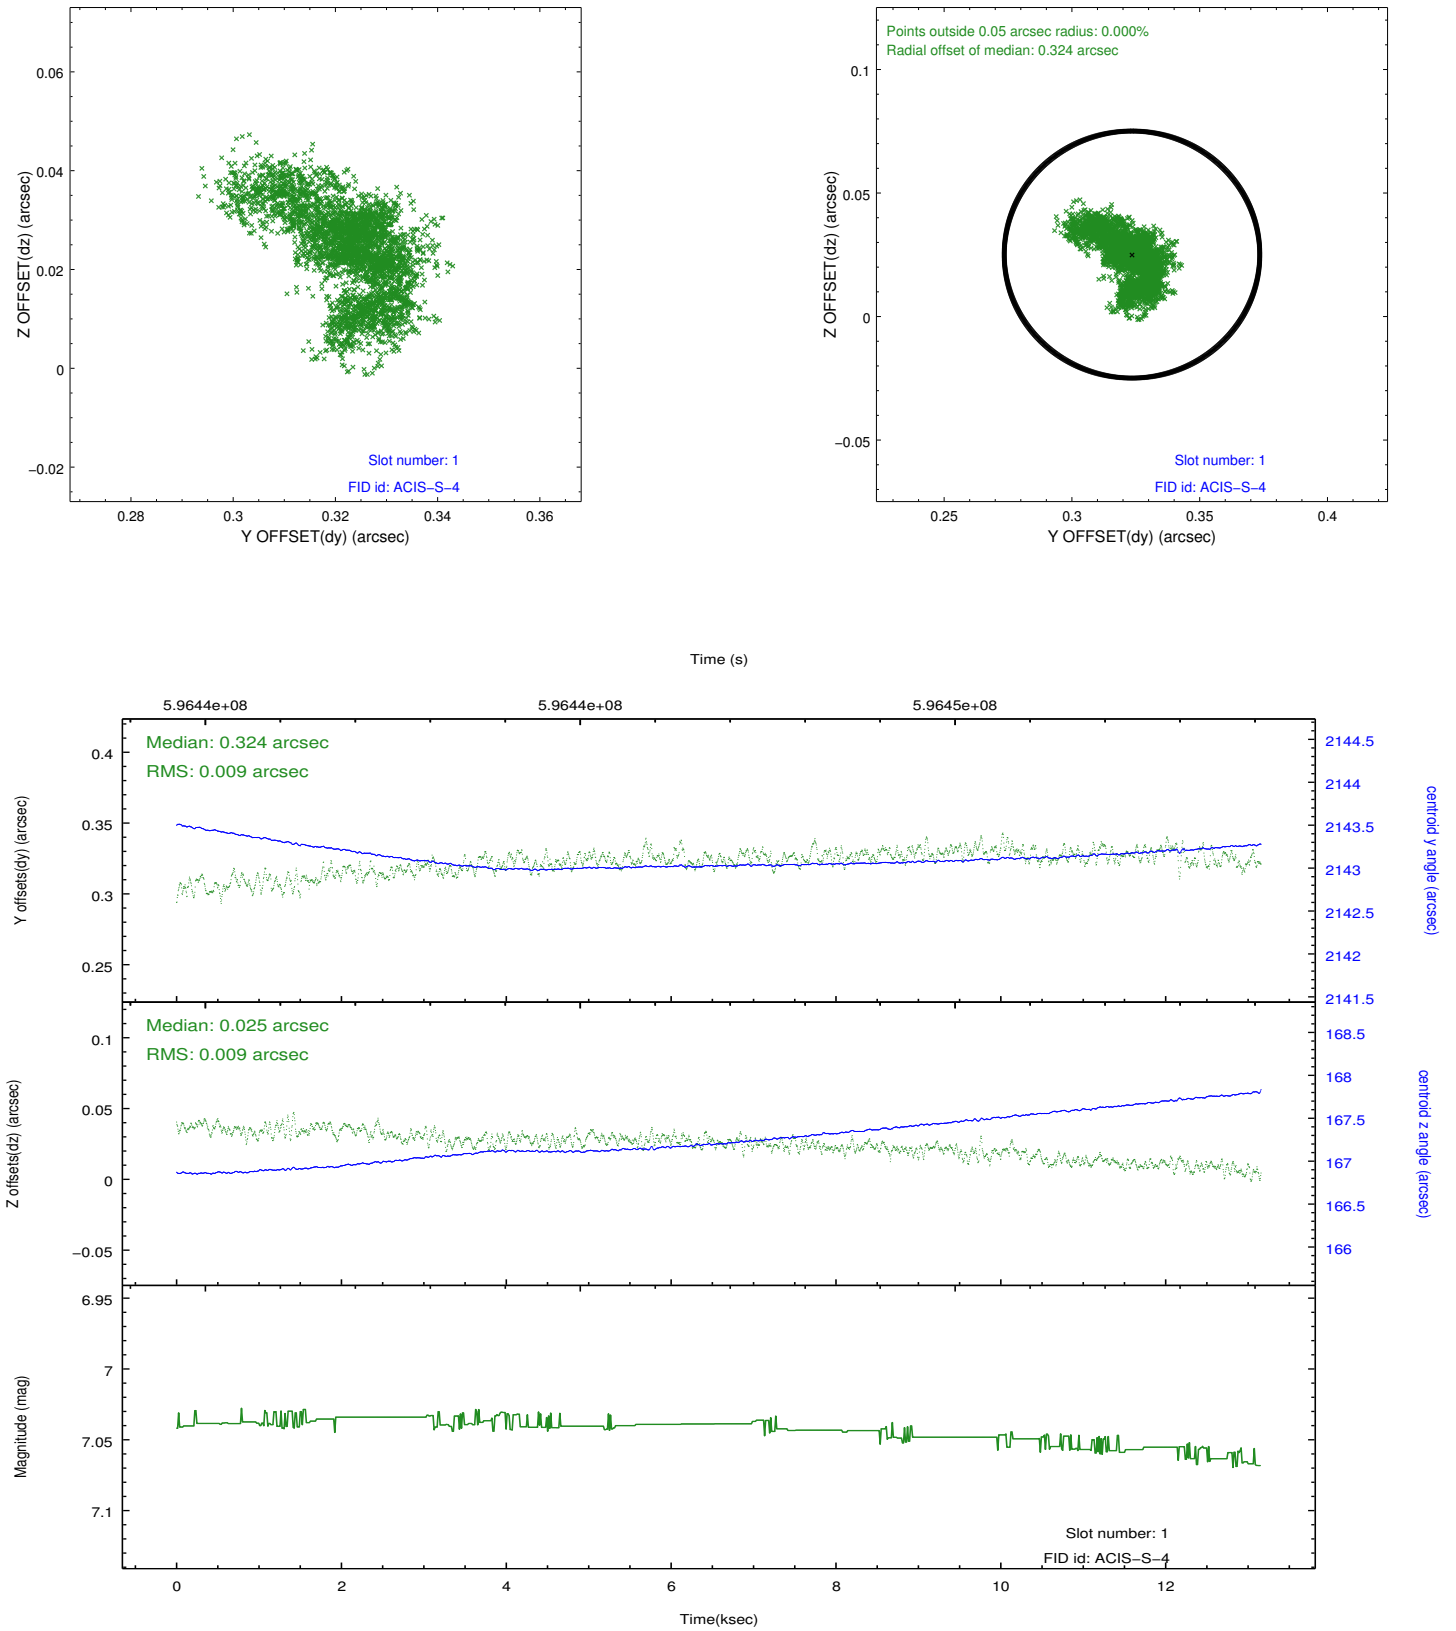 0.06
0.04
0.02
0
−0.02
Z OFFSET(dz) (arcsec)
Slot number: 1
FID id: ACIS−S−4
0.28
0.3
0.32
0.34
0.36
Y OFFSET(dy) (arcsec)
Points outside 0.05 arcsec radius: 0.000%
Radial offset of median: 0.324 arcsec
0.1
0.05
0
−0.05
Z OFFSET(dz) (arcsec)
Slot number: 1
FID id: ACIS−S−4
0.25
0.3
0.35
0.4
Y OFFSET(dy) (arcsec)
Time (s)
5.9644e+08
5.9644e+08
5.9645e+08
Median: 0.324 arcsec
RMS: 0.009 arcsec
0.4
0.35
0.3
0.25
Y offsets(dy) (arcsec)
2144.5
2144
2143.5
2143
2142.5
2142
2141.5
centroid y angle (arcsec)
Median: 0.025 arcsec
RMS: 0.009 arcsec
0.1
0.05
0
−0.05
Z offsets(dz) (arcsec)
168.5
168
167.5
167
166.5
166
centroid z angle (arcsec)
6.95
7
7.05
7.1
Magnitude (mag)
Slot number: 1
FID id: ACIS−S−4
0
2
4
6
8
10
12
Time(ksec)